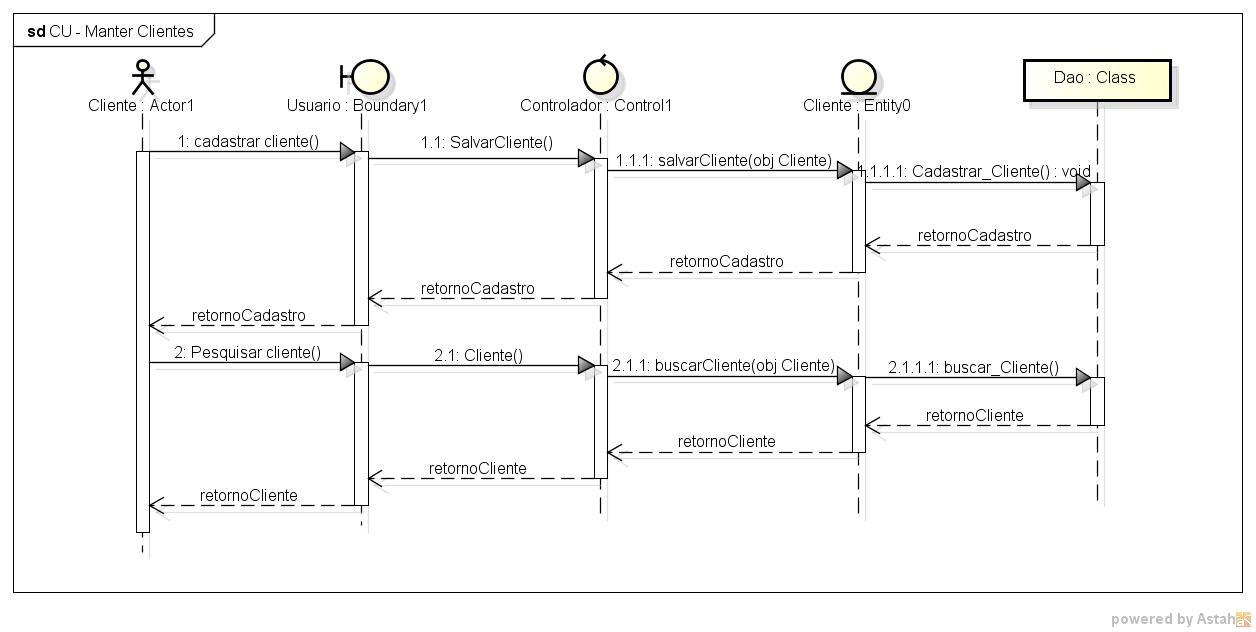 sd CU - Manter Clientes
Cliente : Actor1
Usuario : Boundary1
Controlador : Control1
Cliente : Entity0
Dao : Class
1: cadastrar cliente()
1.1: SalvarCliente()
1.1.1: salvarCliente(obj Cliente)
1.1.1.1: Cadastrar_Cliente() : void
retornoCadastro
retornoCadastro
retornoCadastro
retornoCadastro
2: Pesquisar cliente()
2.1: Cliente()
2.1.1: buscarCliente(obj Cliente)
2.1.1.1: buscar_Cliente()
retornoCliente
retornoCliente
retornoCliente
retornoCliente
powered by Astah